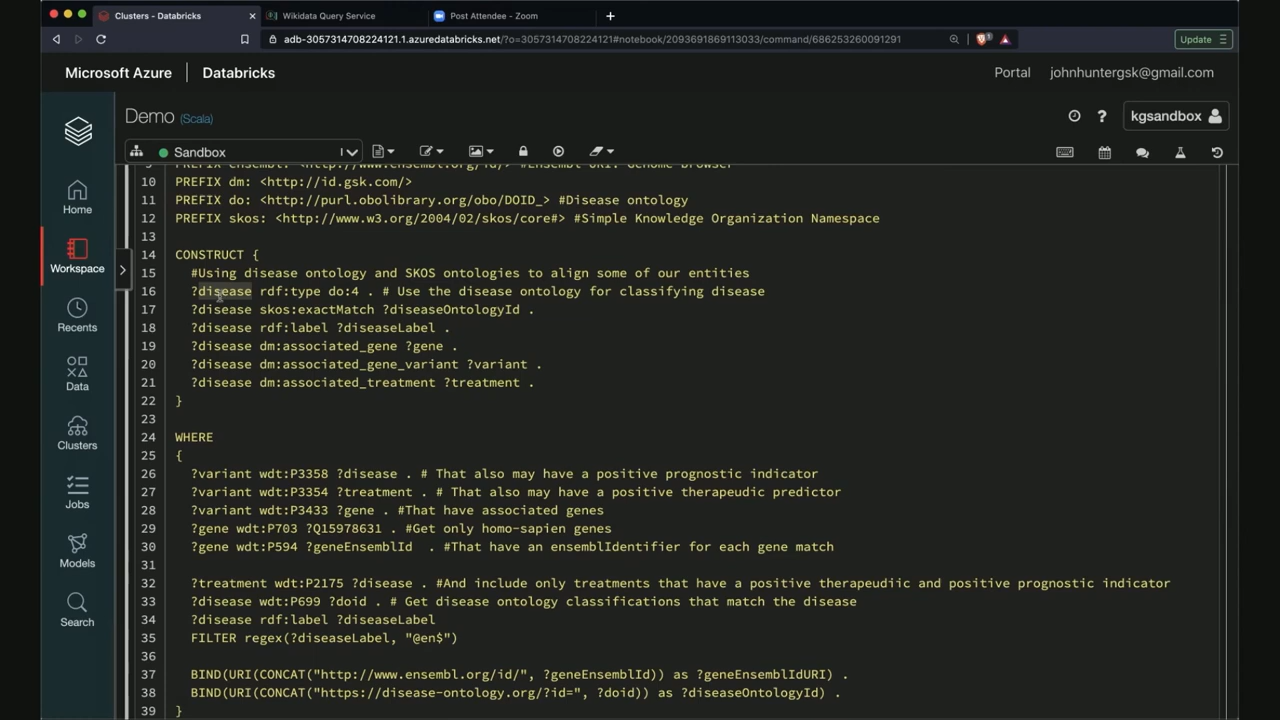 Clusters - Databricks
Wikidata Query Service
Post Attendee - Zoom
adb-3057314708224121.1.azuredatabricks.net/?o=3057314708224121#notebook/2093691869113033/command/686253260091291
Update
Microsoft Azure Databricks
Portal
johnhuntergsk@gmail.com
Demo (Scala)
kgsandbox
Sandbox
Home
Workspace
Recents
Data
Clusters
Jobs
Models
Search
9 PREFIX ensembl: <http://www.ensembl.org/id/> #Ensembl URI: Genome browser
10 PREFIX dm: <http://id.gsk.com/>
11 PREFIX do: <http://purl.obolibrary.org/obo/DOID_> #Disease ontology
12 PREFIX skos: <http://www.w3.org/2004/02/skos/core#> #Simple Knowledge Organization Namespace
13
14 CONSTRUCT {
15 #Using disease ontology and SKOS ontologies to align some of our entities
16 ?disease rdf:type do:4 . # Use the disease ontology for classifying disease
17 ?disease skos:exactMatch ?diseaseOntologyId .
18 ?disease rdf:label ?diseaseLabel .
19 ?disease dm:associated_gene ?gene .
20 ?disease dm:associated_gene_variant ?variant .
21 ?disease dm:associated_treatment ?treatment .
22 }
23
24 WHERE
25 {
26 ?variant wdt:P3358 ?disease . # That also may have a positive prognostic indicator
27 ?variant wdt:P3354 ?treatment . # That also may have a positive therapeudic predictor
28 ?variant wdt:P3433 ?gene . #That have associated genes
29 ?gene wdt:P703 ?Q15978631 . #Get only homo-sapien genes
30 ?gene wdt:P594 ?geneEnsemblId . #That have an ensemblIdentifier for each gene match
31
32 ?treatment wdt:P2175 ?disease . #And include only treatments that have a positive therapeudiic and positive prognostic indicator
33 ?disease wdt:P699 ?doid . # Get disease ontology classifications that match the disease
34 ?disease rdf:label ?diseaseLabel
35 FILTER regex(?diseaseLabel, "@en$")
36
37 BIND(URI(CONCAT("http://www.ensembl.org/id/", ?geneEnsemblId)) as ?geneEnsemblIdURI) .
38 BIND(URI(CONCAT("https://disease-ontology.org/?id=", ?doid)) as ?diseaseOntologyId) .
39 }